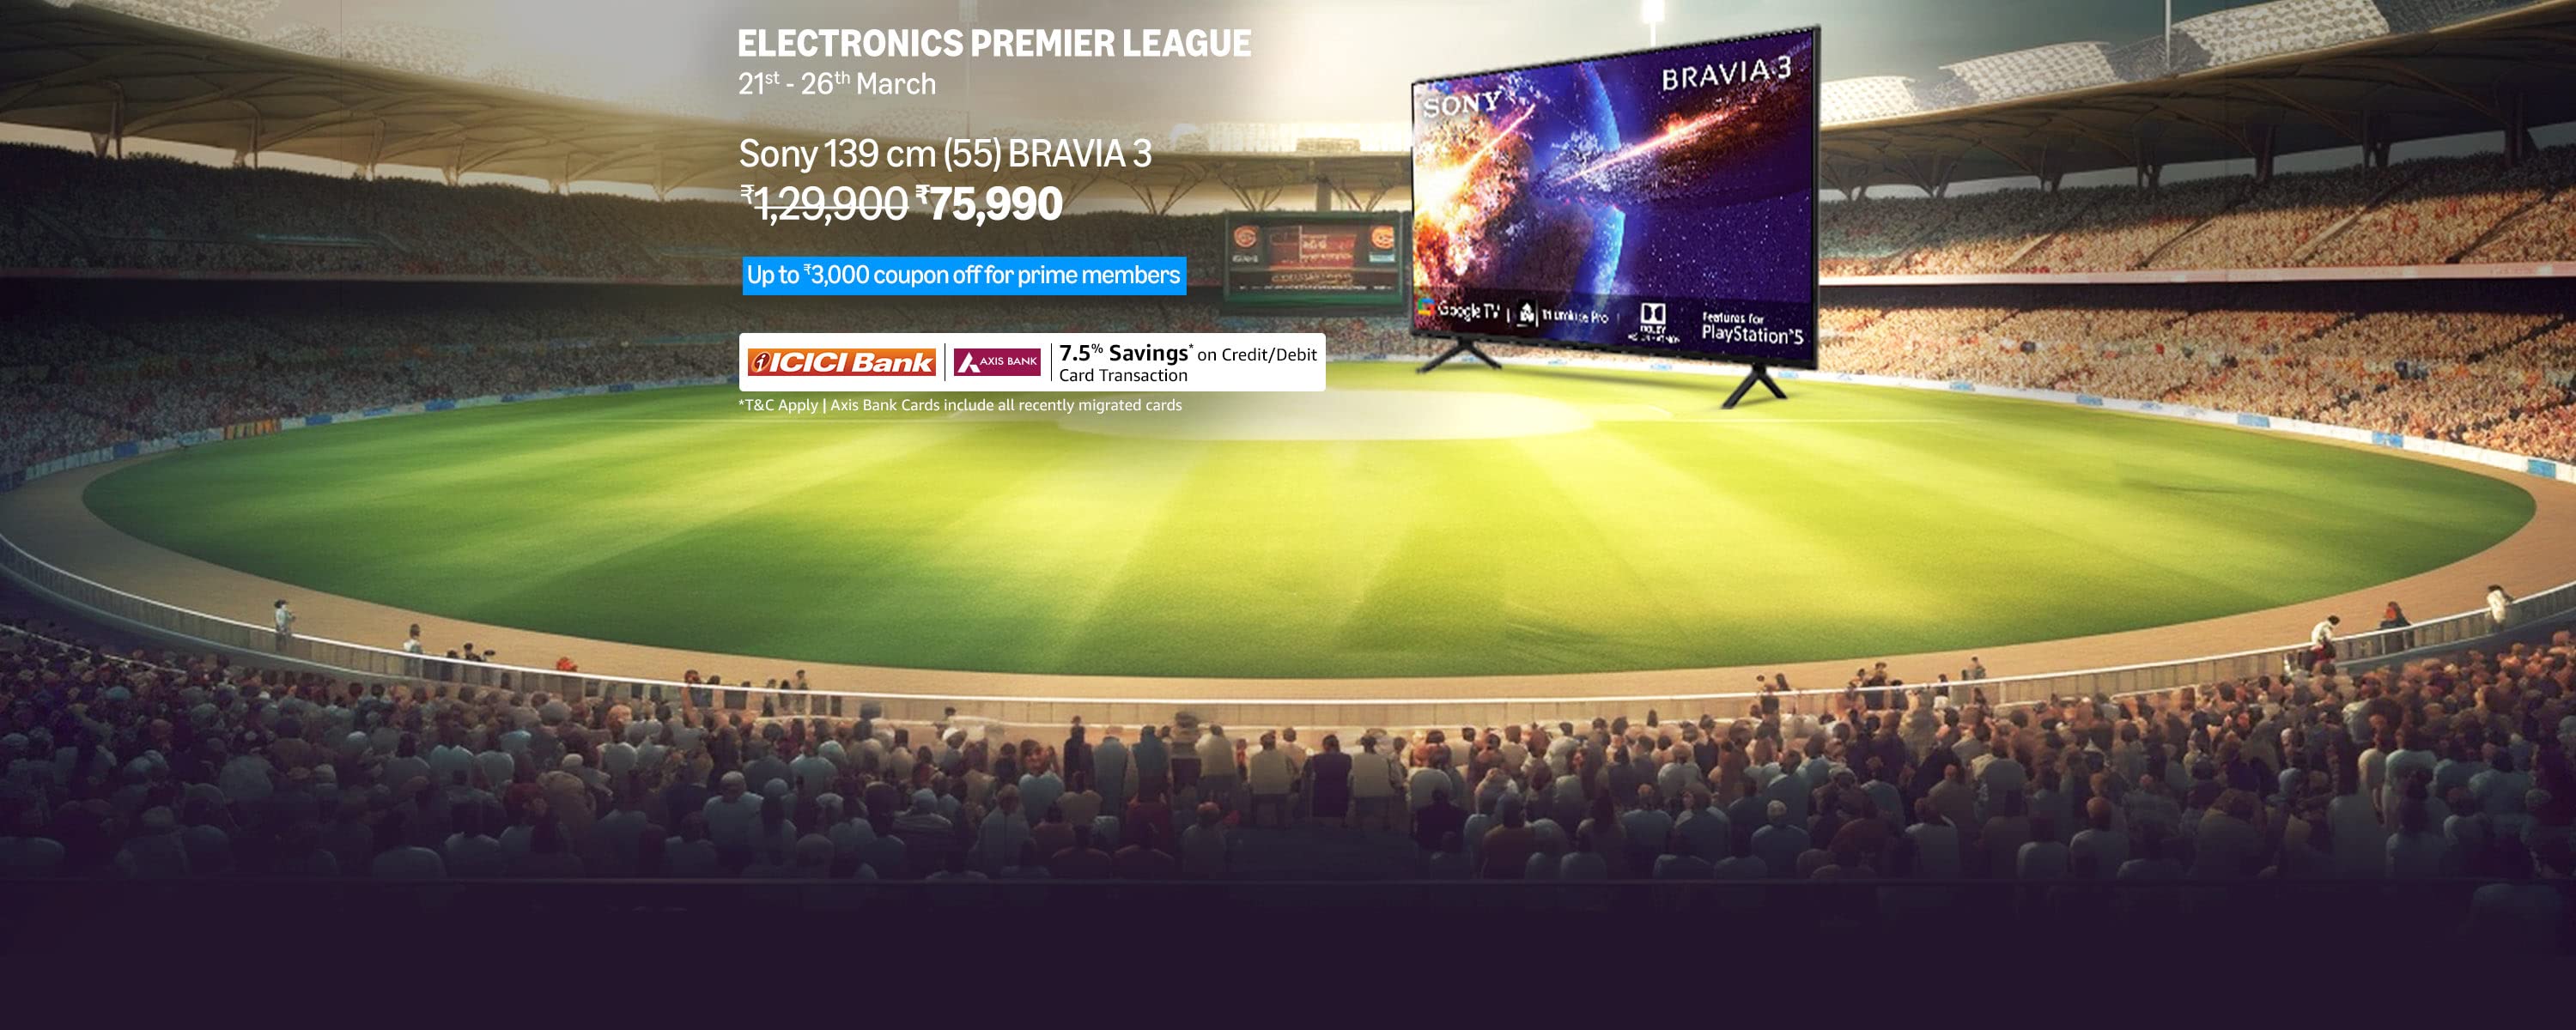 ELECTRONICS PREMIER LEAGUE
21st - 26th March
Sony 139 cm (55) BRAVIA 3
₹1,29,900 ₹75,990
Up to ₹3,000 coupon off for prime members
ICICI Bank | AXIS BANK | 7.5% Savings* on Credit/Debit
Card Transaction
*T&C Apply | Axis Bank Cards include all recently migrated cards
SONY
BRAVIA 3
Google TV
DOLBY
Features for
PlayStation®5